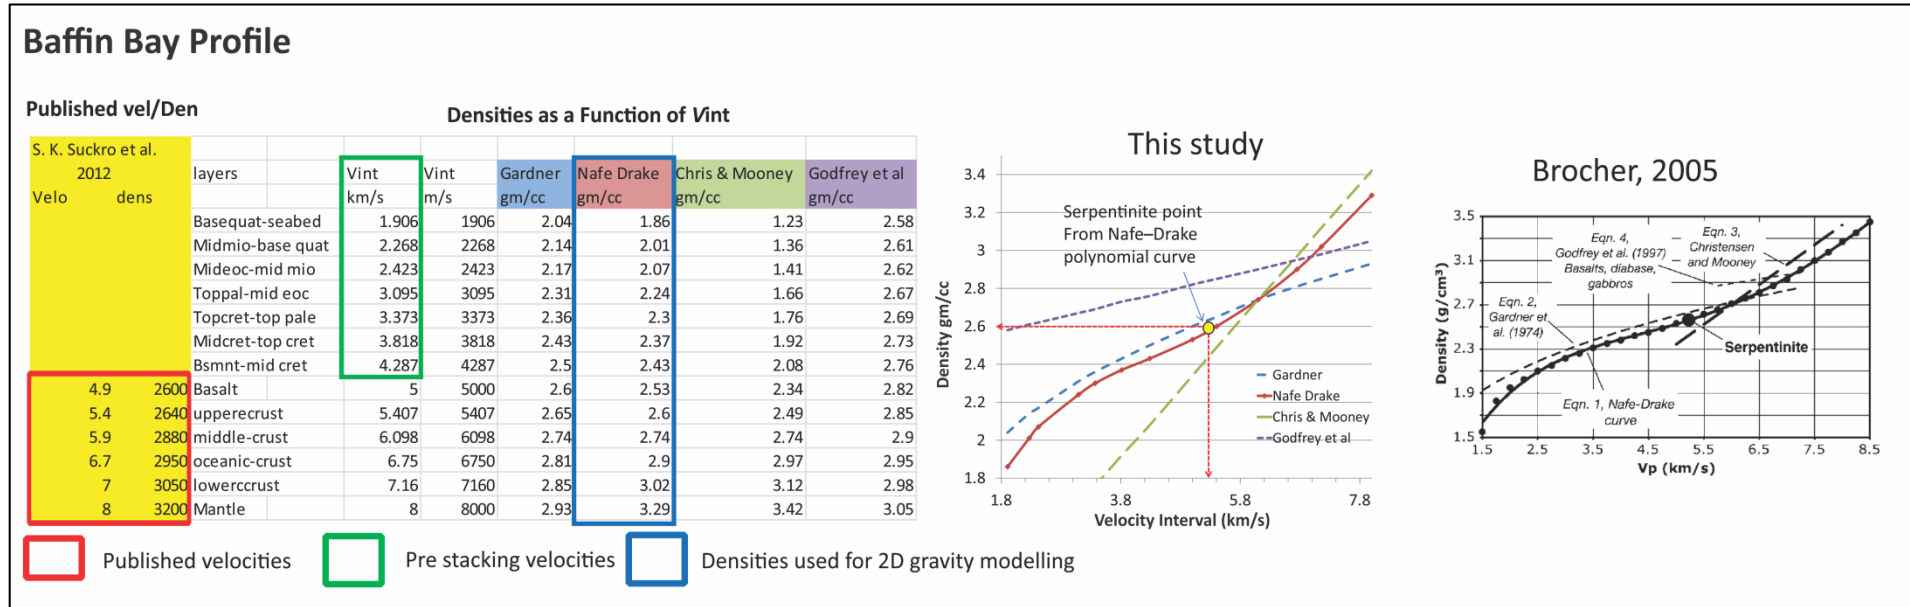 Baffin Bay Profile
Published vel/Den
Densities as a Function of Vint
S. K. Suckro et al.
2012
Velo dens
layers Vint Vint Gardner Nafe Drake Chris & Mooney Godfrey et al
km/s m/s gm/cc gm/cc gm/cc gm/cc
Basequat-seabed 1.906 1906 2.04 1.86 1.23 2.58
Midmio-base quat 2.268 2268 2.14 2.01 1.36 2.61
Mideoc-mid mio 2.423 2423 2.17 2.07 1.41 2.62
Toppal-mid eoc 3.095 3095 2.31 2.24 1.66 2.67
Topcret-top pale 3.373 3373 2.36 2.3 1.76 2.69
Midcret-top cret 3.818 3818 2.43 2.37 1.92 2.73
Bsmnt-mid cret 4.287 4287 2.5 2.43 2.08 2.76
4.9 2600 Basalt 5 5000 2.6 2.53 2.34 2.82
5.4 2640 upperecrust 5.407 5407 2.65 2.6 2.49 2.85
5.9 2880 middle-crust 6.098 6098 2.74 2.74 2.74 2.9
6.7 2950 oceanic-crust 6.75 6750 2.81 2.9 2.97 2.95
7 3050 lowerccrust 7.16 7160 2.85 3.02 3.12 2.98
8 3200 Mantle 8 8000 2.93 3.29 3.42 3.05
Published velocities
Pre stacking velocities
Densities used for 2D gravity modelling
This study
3.4
3.2
3
2.8
2.6
2.4
2.2
2
1.8
Density gm/cc
Serpentinite point
From Nafe–Drake
polynomial curve
Gardner
Nafe Drake
Chris & Mooney
Godfrey et al
1.8 3.8 5.8 7.8
Velocity Interval (km/s)
Brocher, 2005
3.5
3.1
2.7
2.3
1.9
1.5
Density (g/cm³)
Eqn. 4,
Godfrey et al. (1997)
Basalts, diabase,
gabbros
Eqn. 3,
Christensen
and Mooney
Eqn. 2,
Gardner et
al. (1974)
Serpentinite
Eqn. 1, Nafe-Drake
curve
1.5 2.5 3.5 4.5 5.5 6.5 7.5 8.5
Vp (km/s)